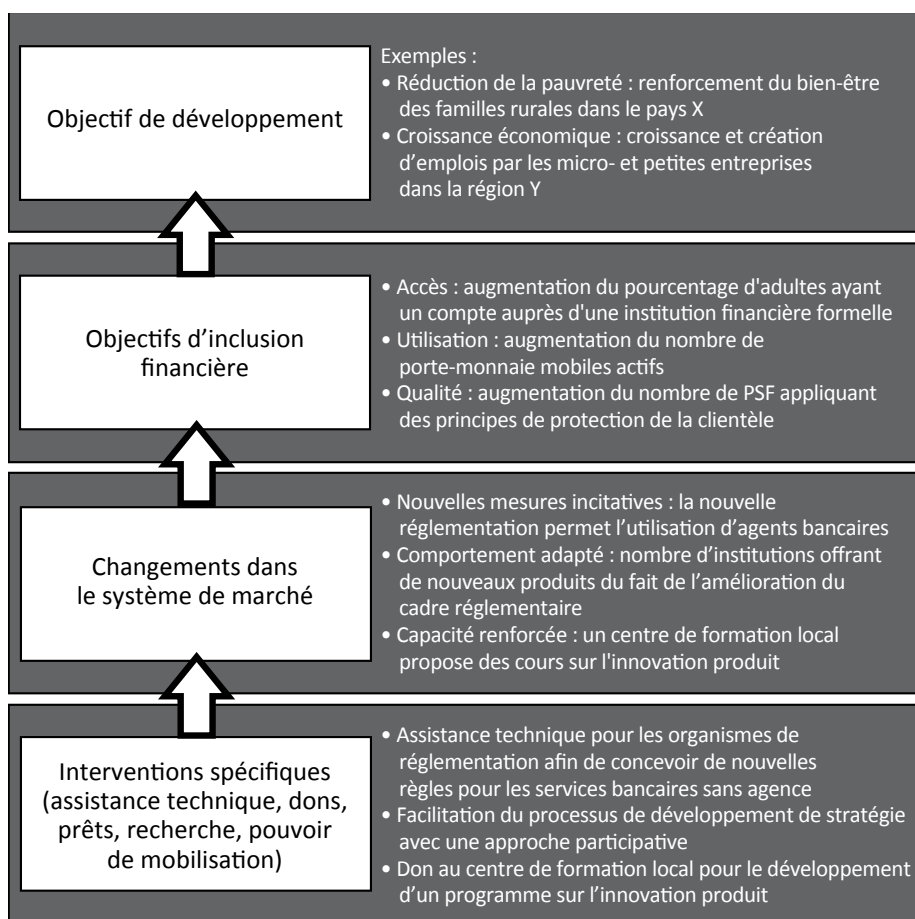 Objectif de développement
Exemples :
• Réduction de la pauvreté : renforcement du bien-être
des familles rurales dans le pays X
• Croissance économique : croissance et création
d’emplois par les micro- et petites entreprises
dans la région Y
Objectifs d’inclusion
financière
• Accès : augmentation du pourcentage d'adultes ayant
un compte auprès d'une institution financière formelle
• Utilisation : augmentation du nombre de
porte-monnaie mobiles actifs
• Qualité : augmentation du nombre de PSF appliquant
des principes de protection de la clientèle
Changements dans
le système de marché
• Nouvelles mesures incitatives : la nouvelle
réglementation permet l’utilisation d’agents bancaires
• Comportement adapté : nombre d’institutions offrant
de nouveaux produits du fait de l’amélioration du
cadre réglementaire
• Capacité renforcée : un centre de formation local
propose des cours sur l'innovation produit
Interventions spécifiques
(assistance technique, dons,
prêts, recherche, pouvoir
de mobilisation)
• Assistance technique pour les organismes de
réglementation afin de concevoir de nouvelles
règles pour les services bancaires sans agence
• Facilitation du processus de développement de stratégie
avec une approche participative
• Don au centre de formation local pour le développement
d’un programme sur l’innovation produit